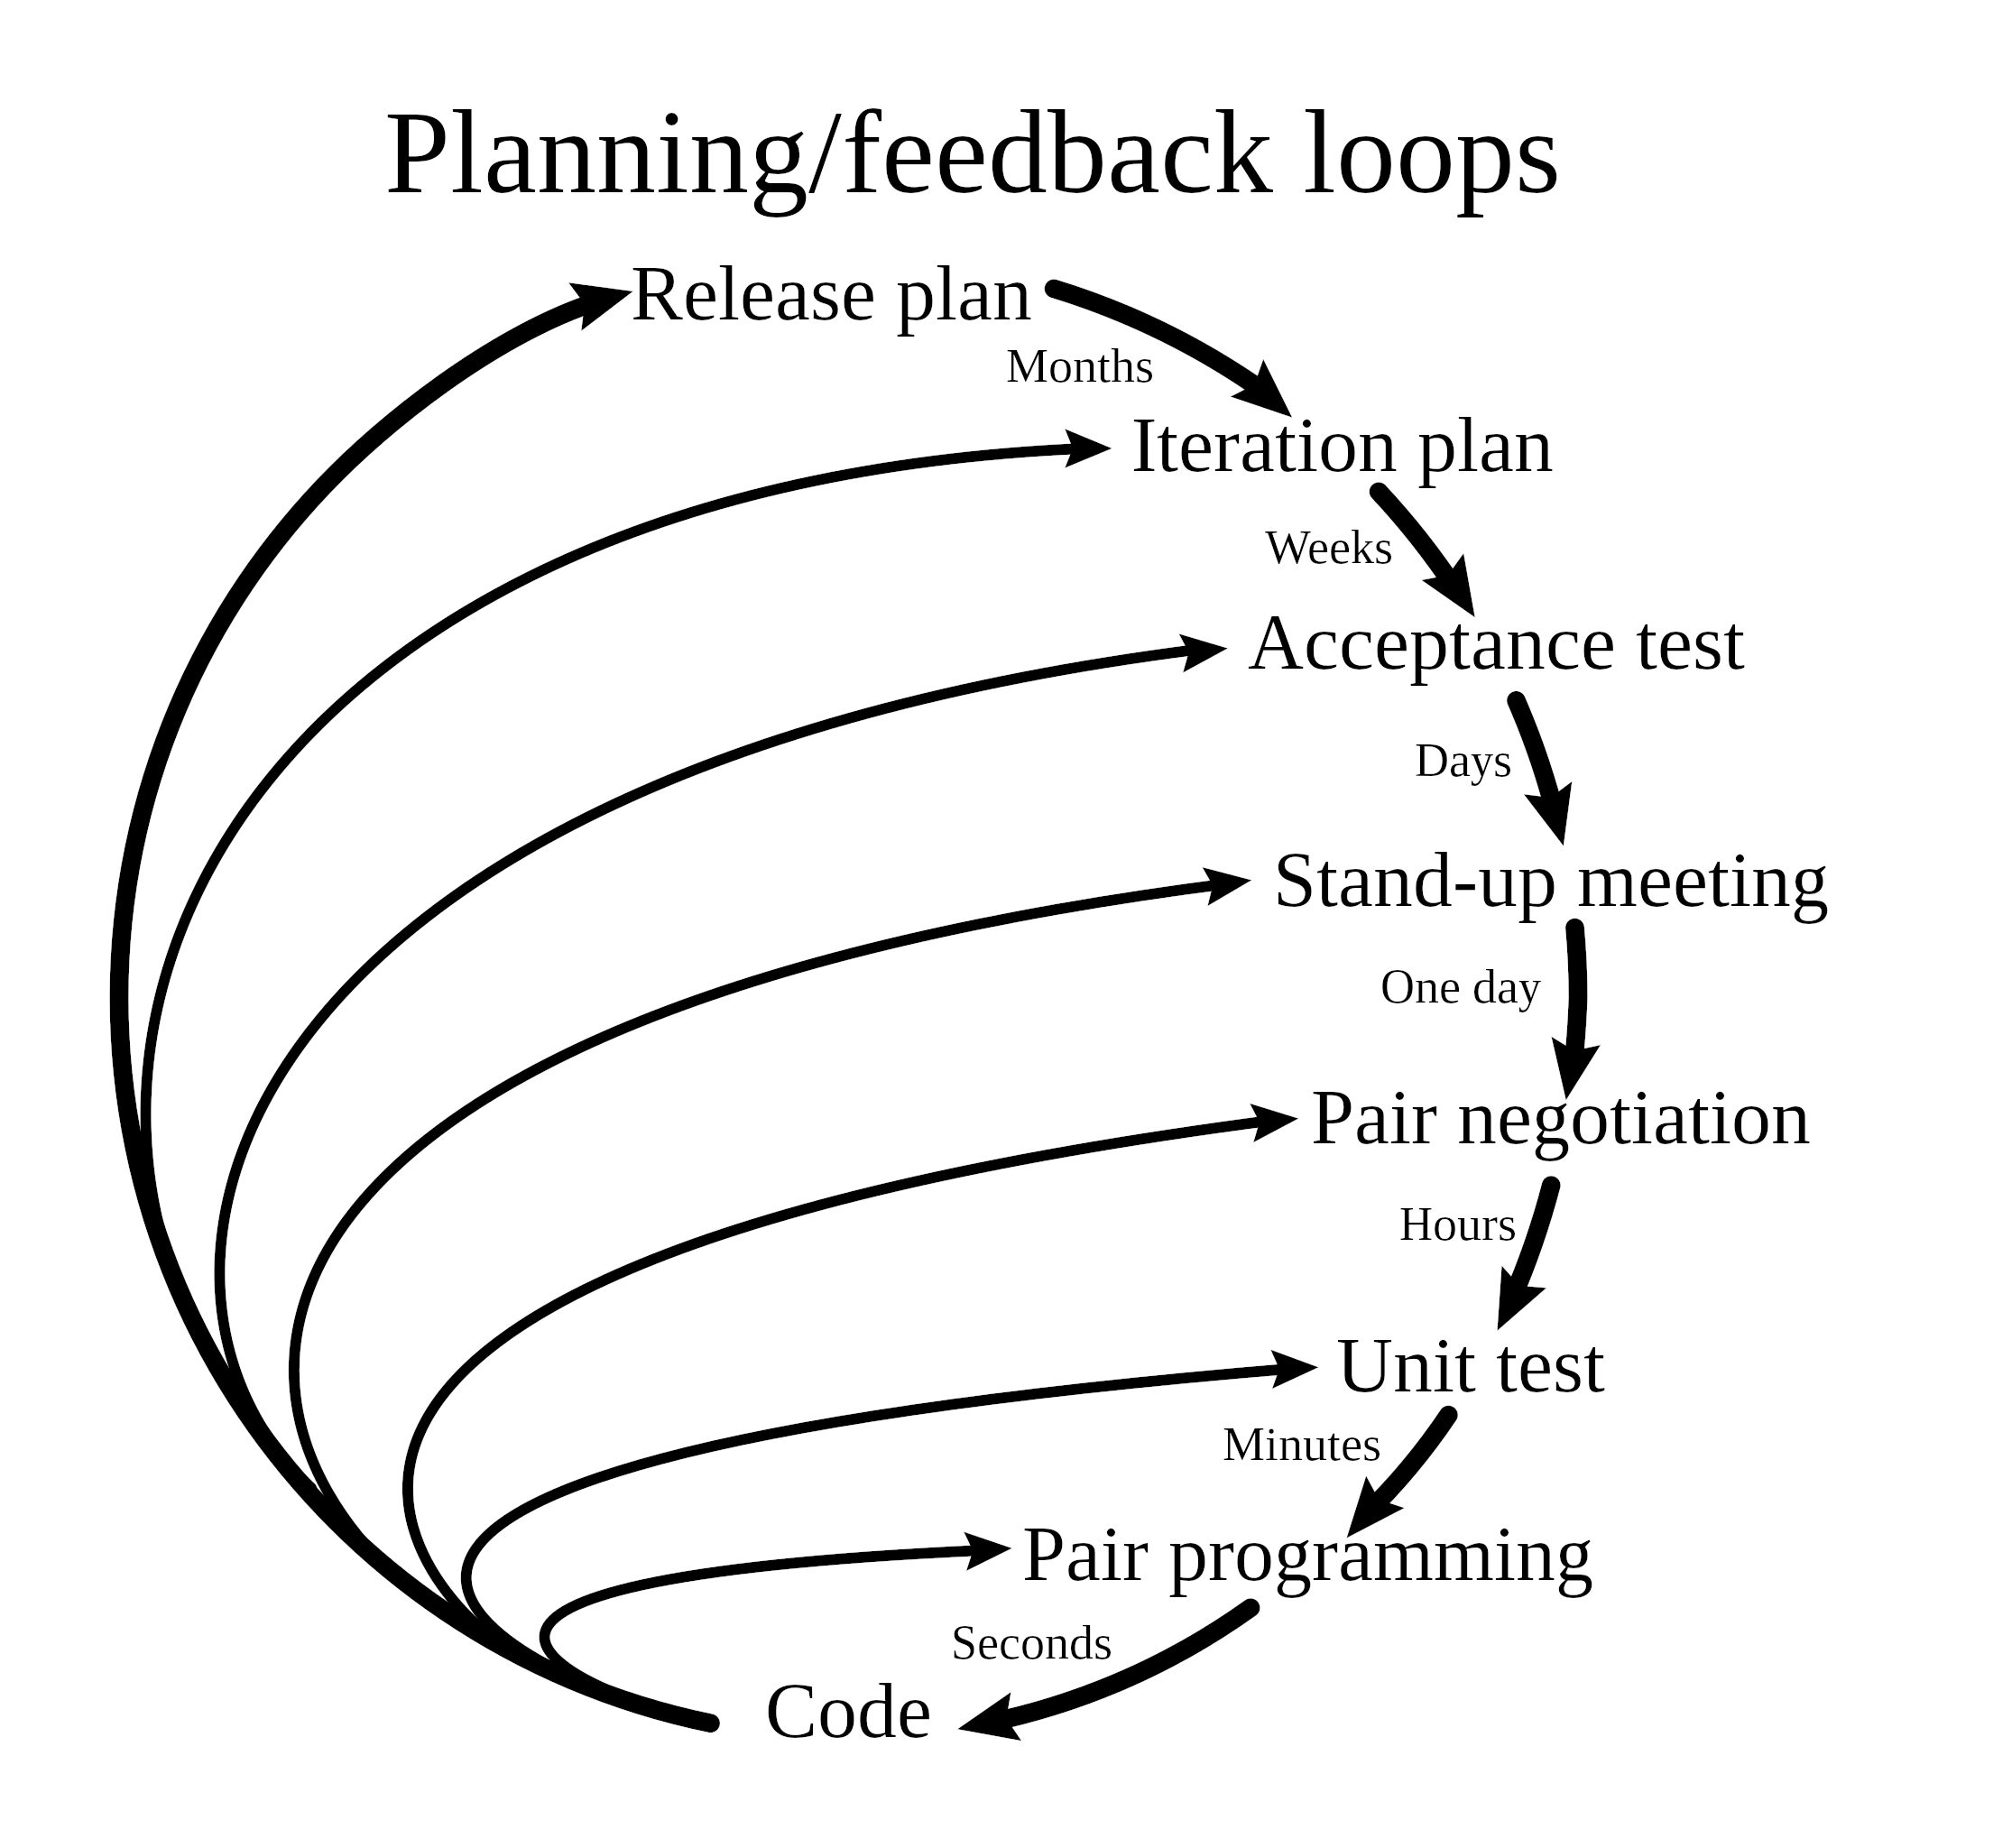 Planning/feedback loops
Release plan
Months
Iteration plan
Weeks
Acceptance test
Days
Stand-up meeting
One day
Pair negotiation
Hours
Unit test
Minutes
Pair programming
Seconds
Code